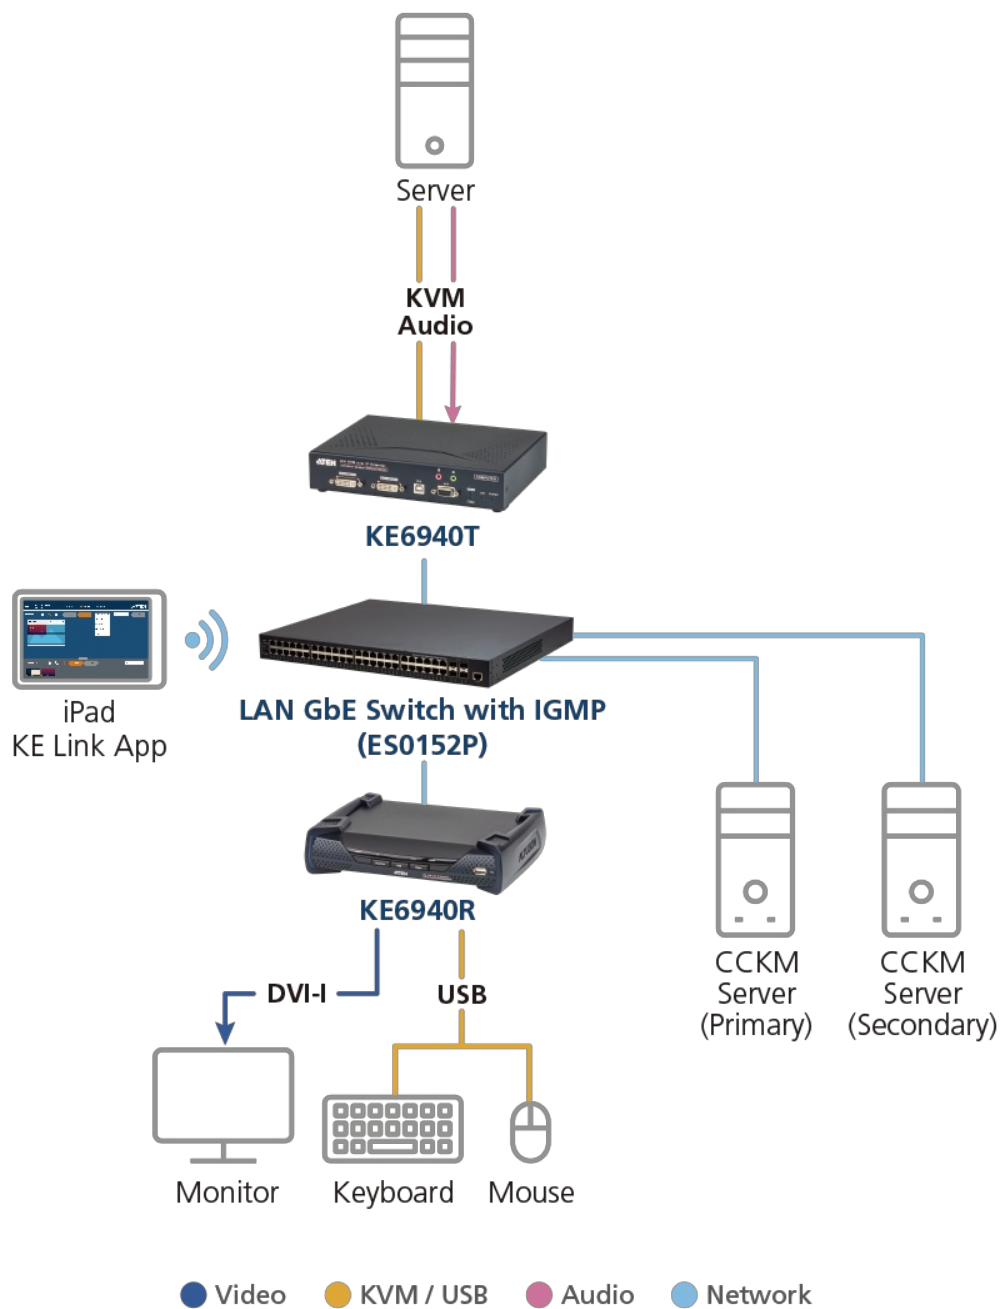 Server
KVM
Audio
ATEN
KE6940T
iPad
KE Link App
LAN GbE Switch with IGMP
(ES0152P)
KE6940R
DVI-I
USB
CCKM
Server
(Primary)
CCKM
Server
(Secondary)
Monitor
Keyboard
Mouse
Video
KVM / USB
Audio
Network